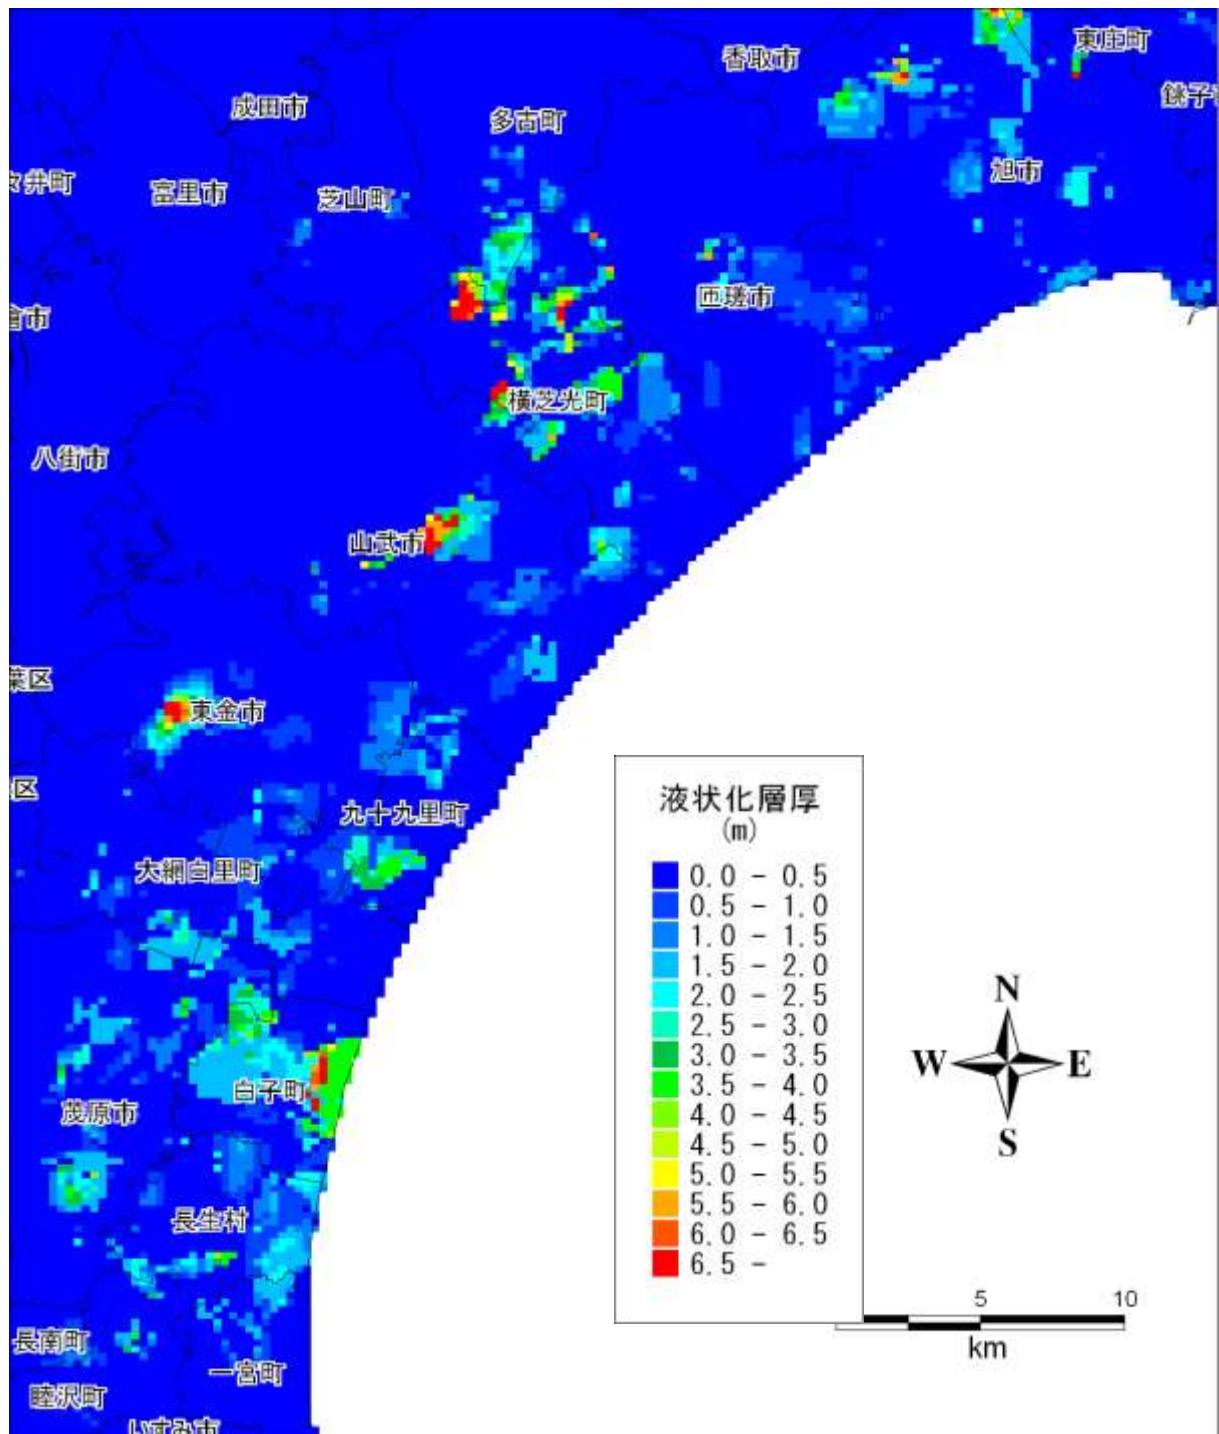 東庄町
香取市
銚子
成田市
多古町
旭市
井町
富里市
芝山町
匝瑳市
倉市
横芝光町
八街市
山武市
葉区
東金市
区
九十九里町
大網白里町
白子町
茂原市
長生村
長南町
一宮町
睦沢町
いすみ市
液状化層厚
(m)
0.0 - 0.5
0.5 - 1.0
1.0 - 1.5
1.5 - 2.0
2.0 - 2.5
2.5 - 3.0
3.0 - 3.5
3.5 - 4.0
4.0 - 4.5
4.5 - 5.0
5.0 - 5.5
5.5 - 6.0
6.0 - 6.5
6.5 -
N
W E
S
5 10
km